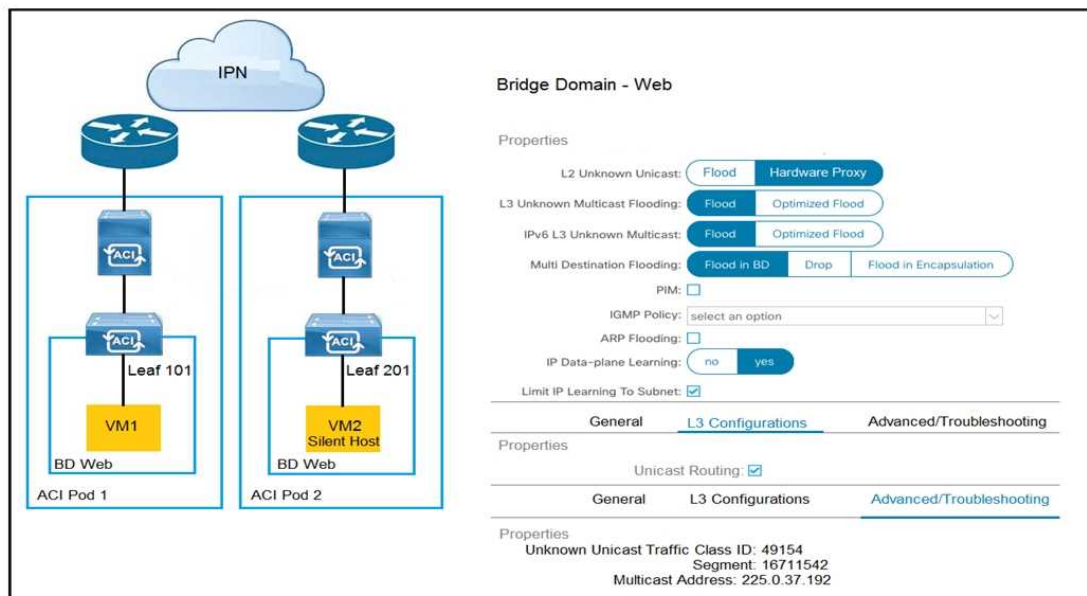 IPN
ACI
ACI
ACI
ACI
Leaf 101
Leaf 201
VM1
VM2
Silent Host
BD Web
BD Web
ACI Pod 1
ACI Pod 2
Bridge Domain - Web
Properties
L2 Unknown Unicast: Flood Hardware Proxy
L3 Unknown Multicast Flooding: Flood Optimized Flood
IPv6 L3 Unknown Multicast: Flood Optimized Flood
Multi Destination Flooding: Flood in BD Drop Flood in Encapsulation
PIM:
IGMP Policy: select an option
ARP Flooding:
IP Data-plane Learning: no yes
Limit IP Learning To Subnet:
General L3 Configurations Advanced/Troubleshooting
Properties
Unicast Routing:
General L3 Configurations Advanced/Troubleshooting
Properties
Unknown Unicast Traffic Class ID: 49154
Segment: 16711542
Multicast Address: 225.0.37.192